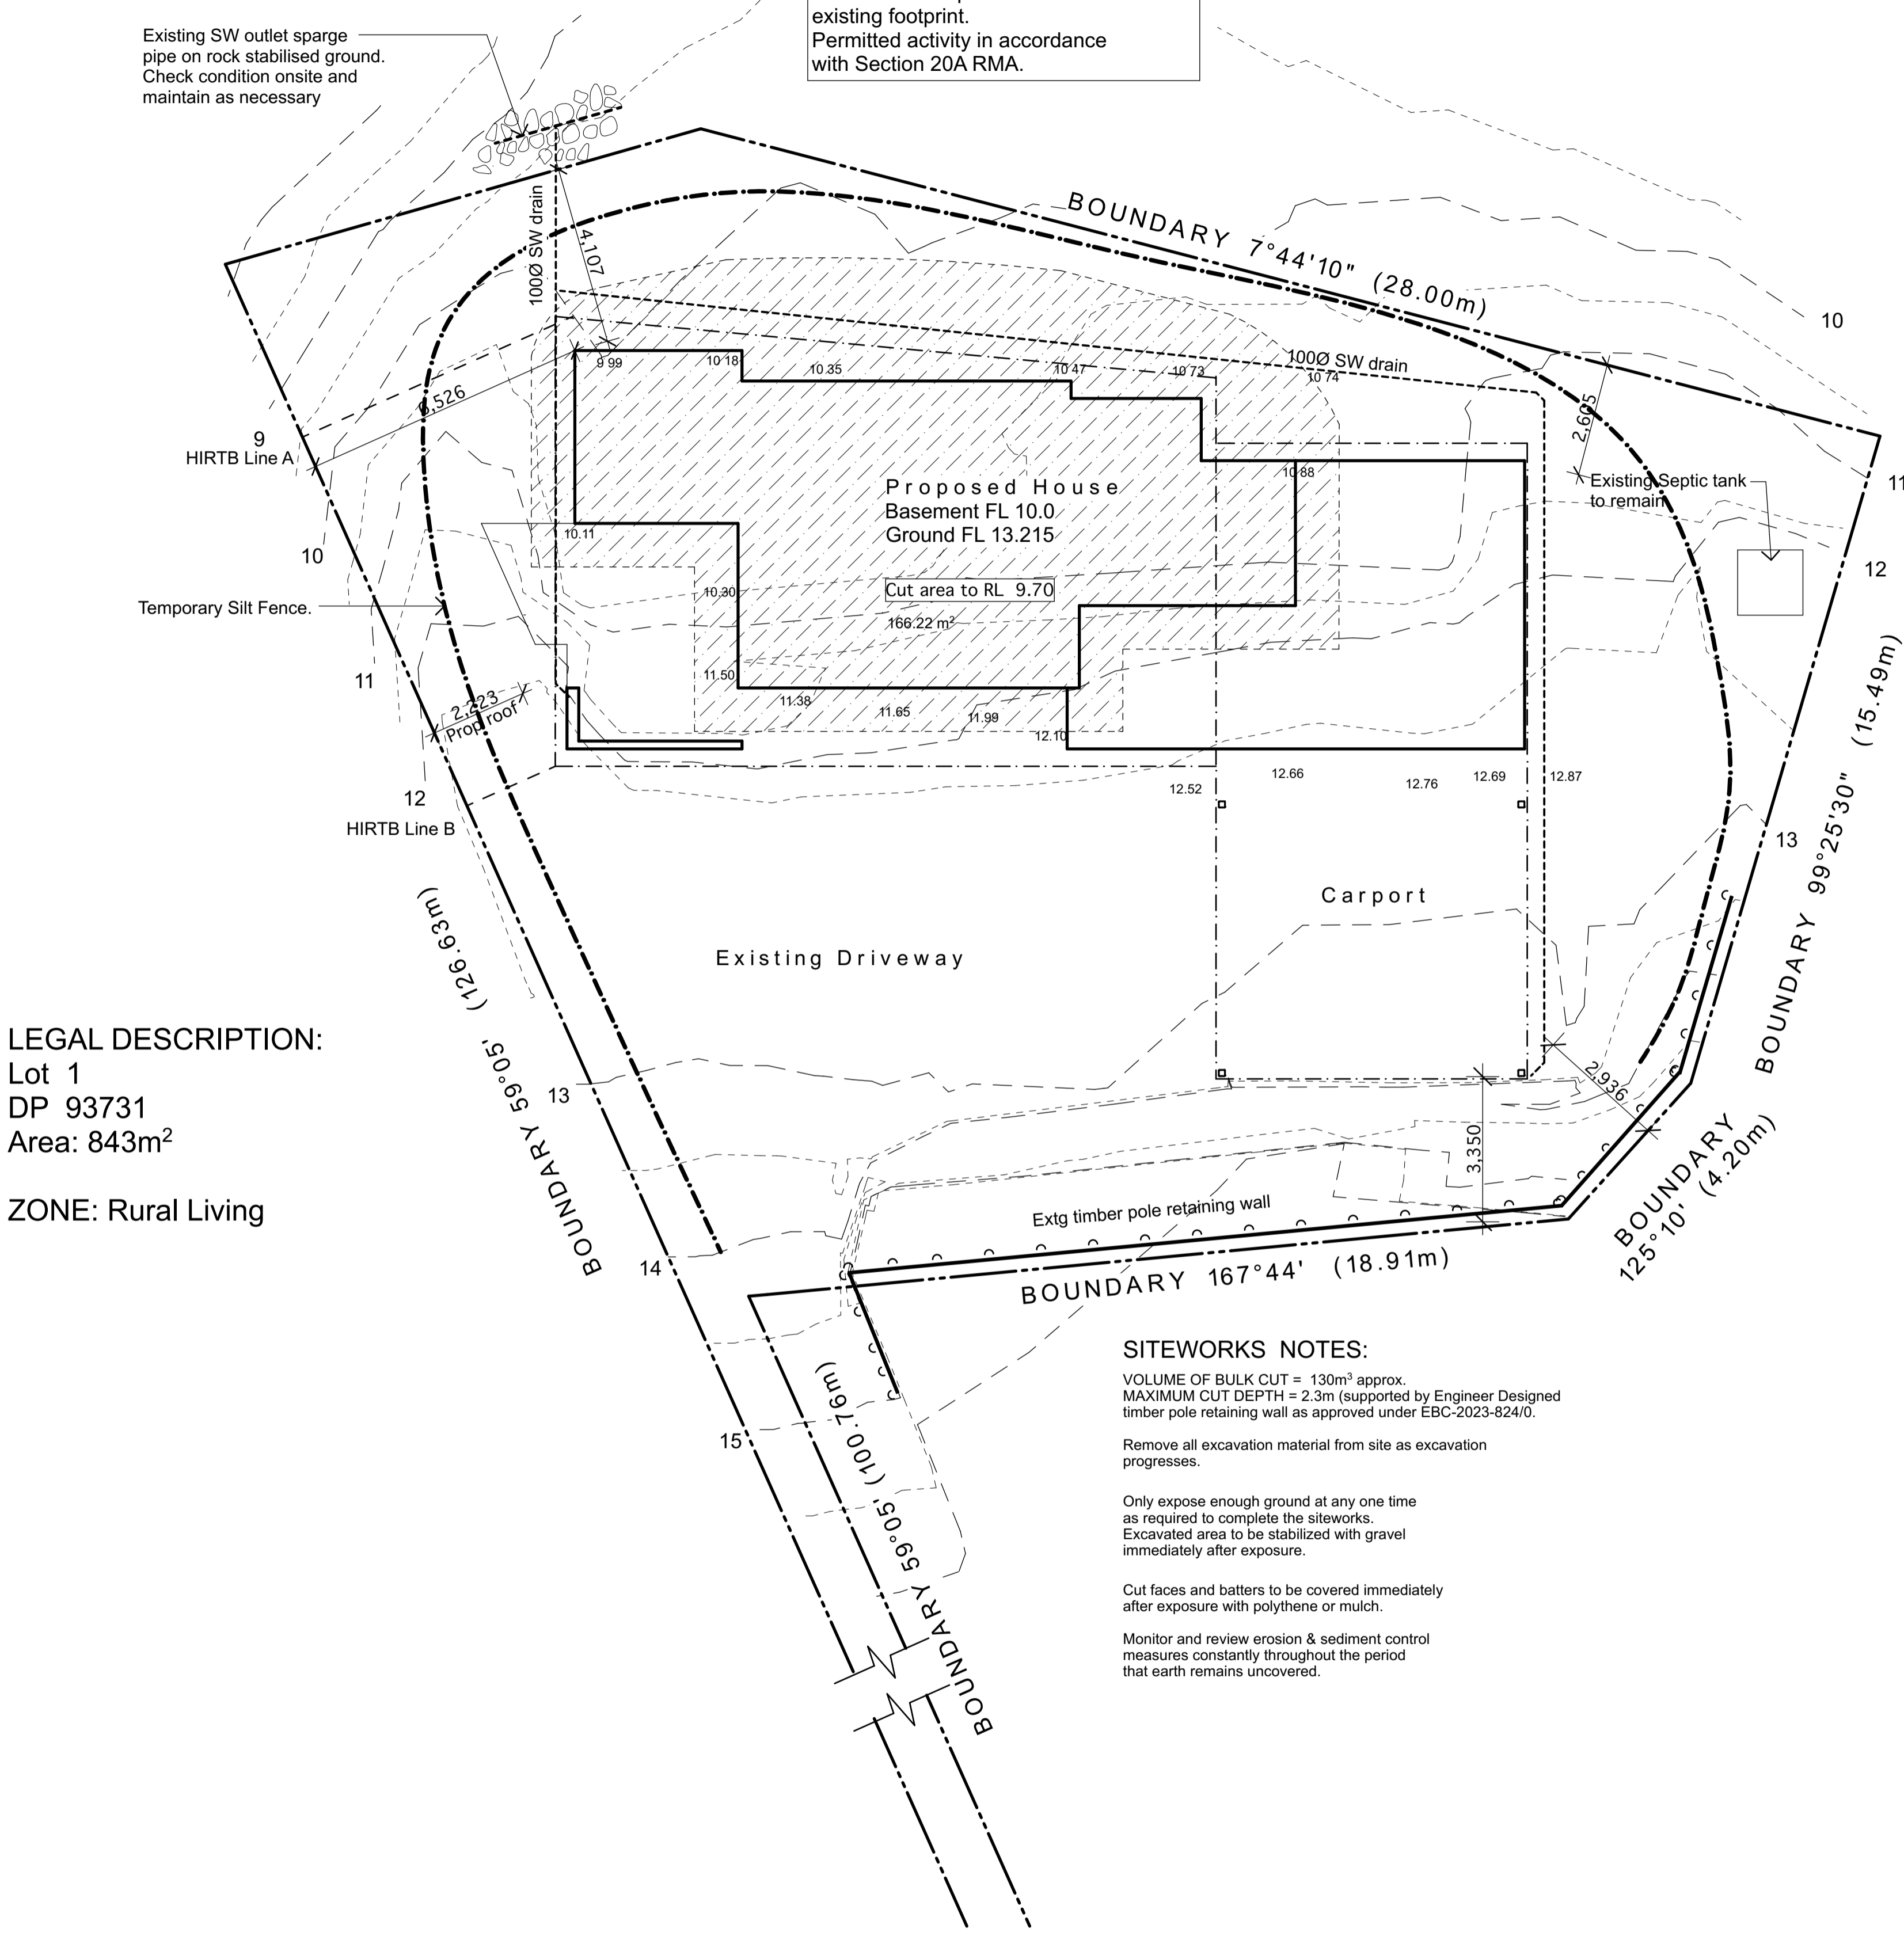 existing footprint.
Permitted activity in accordance
with Section 20A RMA.
Existing SW outlet sparge
pipe on rock stabilised ground.
Check condition onsite and
maintain as necessary
100Ø SW drain
4,107
BOUNDARY 7°44'10" (28.00m)
10
100Ø SW drain
9 99
10 18
10 35
10 47
10 73
10 74
6,526
2,605
9
HIRTB Line A
10 88
Existing Septic tank
to remain
11
Proposed House
Basement FL 10.0
Ground FL 13.215
10.11
10
12
Cut area to RL 9.70
10.30
166.22 m²
Temporary Silt Fence.
11
11.50
11.38
11.65
11.99
12.10
2,223
Prop roof
BOUNDARY 99°25'30" (15.49m)
12.52
12.66
12.76
12.69
12.87
12
HIRTB Line B
13
Carport
Existing Driveway
BOUNDARY 59°05' (126.63m)
LEGAL DESCRIPTION:
Lot 1
DP 93731
Area: 843m²
ZONE: Rural Living
13
2,936
3,350
BOUNDARY
125°10' (4.20m)
Extg timber pole retaining wall
14
BOUNDARY 167°44' (18.91m)
15
BOUNDARY 59°05' (100.76m)
SITEWORKS NOTES:
VOLUME OF BULK CUT = 130m³ approx.
MAXIMUM CUT DEPTH = 2.3m (supported by Engineer Designed
timber pole retaining wall as approved under EBC-2023-824/0.
Remove all excavation material from site as excavation
progresses.
Only expose enough ground at any one time
as required to complete the siteworks.
Excavated area to be stabilized with gravel
immediately after exposure.
Cut faces and batters to be covered immediately
after exposure with polythene or mulch.
Monitor and review erosion & sediment control
measures constantly throughout the period
that earth remains uncovered.